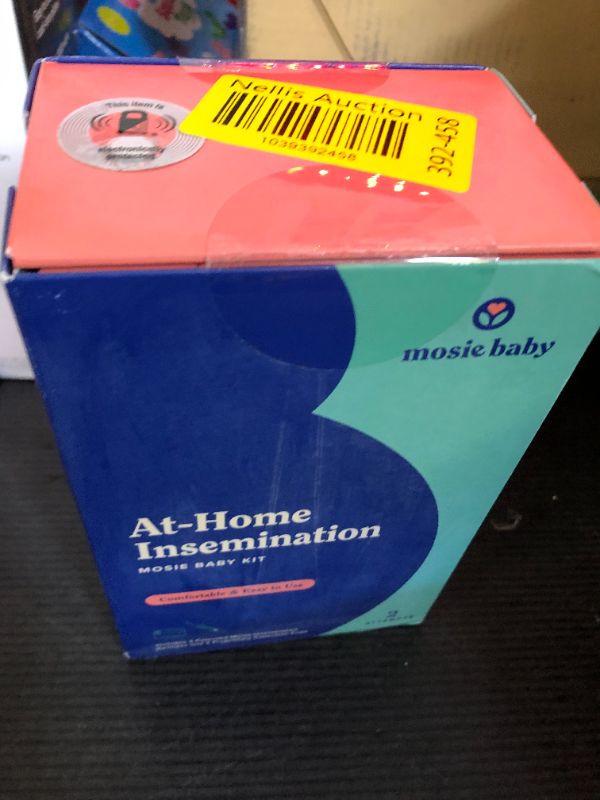 This item is
electronically
protected
Nellis Auction
1039392458
392-458
mosie baby
At-Home
Insemination
MOSIE BABY KIT
Comfortable & Easy to Use
2